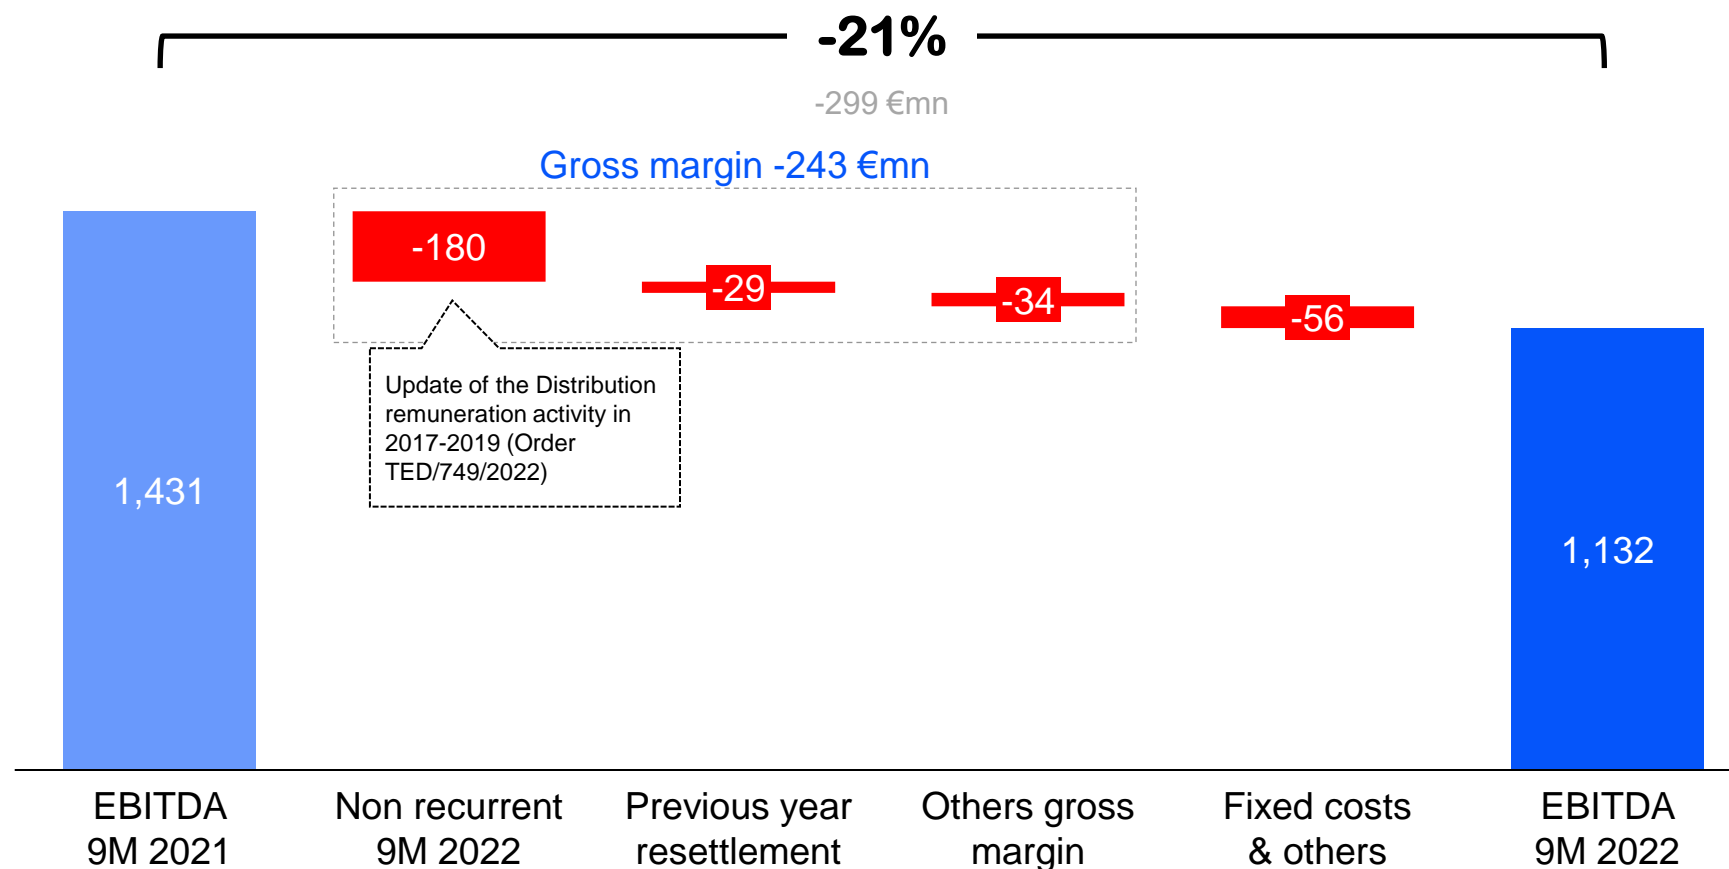 -21%
-299 €mn
Gross margin -243 €mn
-180
-29
-34
-56
Update of the Distribution
remuneration activity in
2017-2019 (Order
TED/749/2022)
1,431
1,132
EBITDA
9M 2021
Non recurrent
9M 2022
Previous year
resettlement
Others gross
margin
Fixed costs
& others
EBITDA
9M 2022